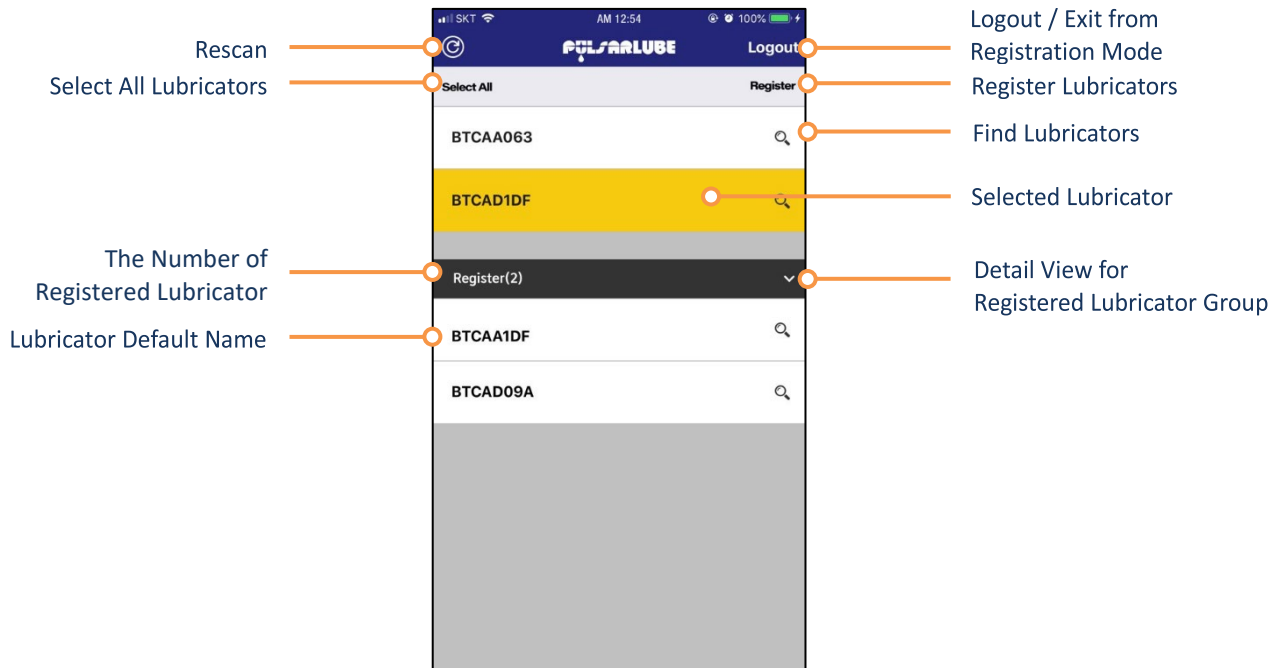 SKT AM 12:54 100%
PULSARLUBE Logout
Select All Register
BTCAA063
BTCAD1DF
Register(2)
BTCAA1DF
BTCAD09A
Rescan
Select All Lubricators
The Number of
Registered Lubricator
Lubricator Default Name
Logout / Exit from
Registration Mode
Register Lubricators
Find Lubricators
Selected Lubricator
Detail View for
Registered Lubricator Group